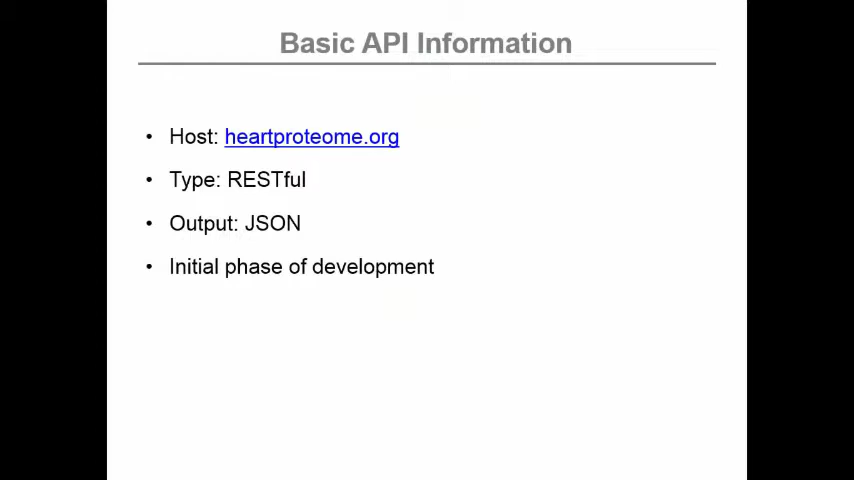 Basic API Information
• Host: heartproteome.org
• Type: RESTful
• Output: JSON
• Initial phase of development